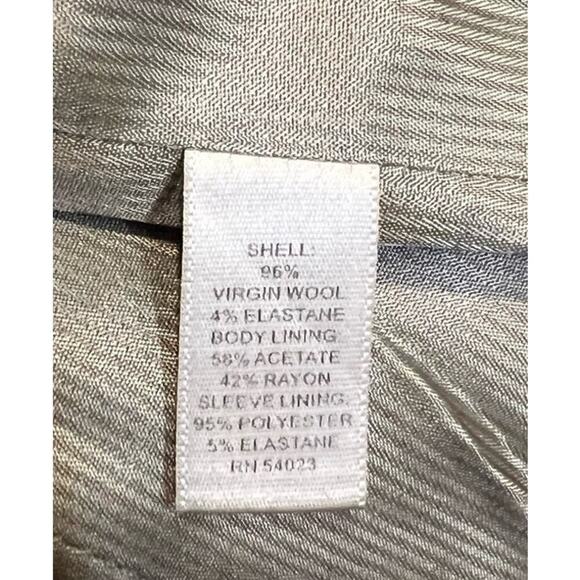 SHELL:
96%
VIRGIN WOOL
4% ELASTANE
BODY LINING
58% ACETATE
42% RAYON
SLEEVE LINING:
95% POLYESTER
5% ELASTANE
RN 54023